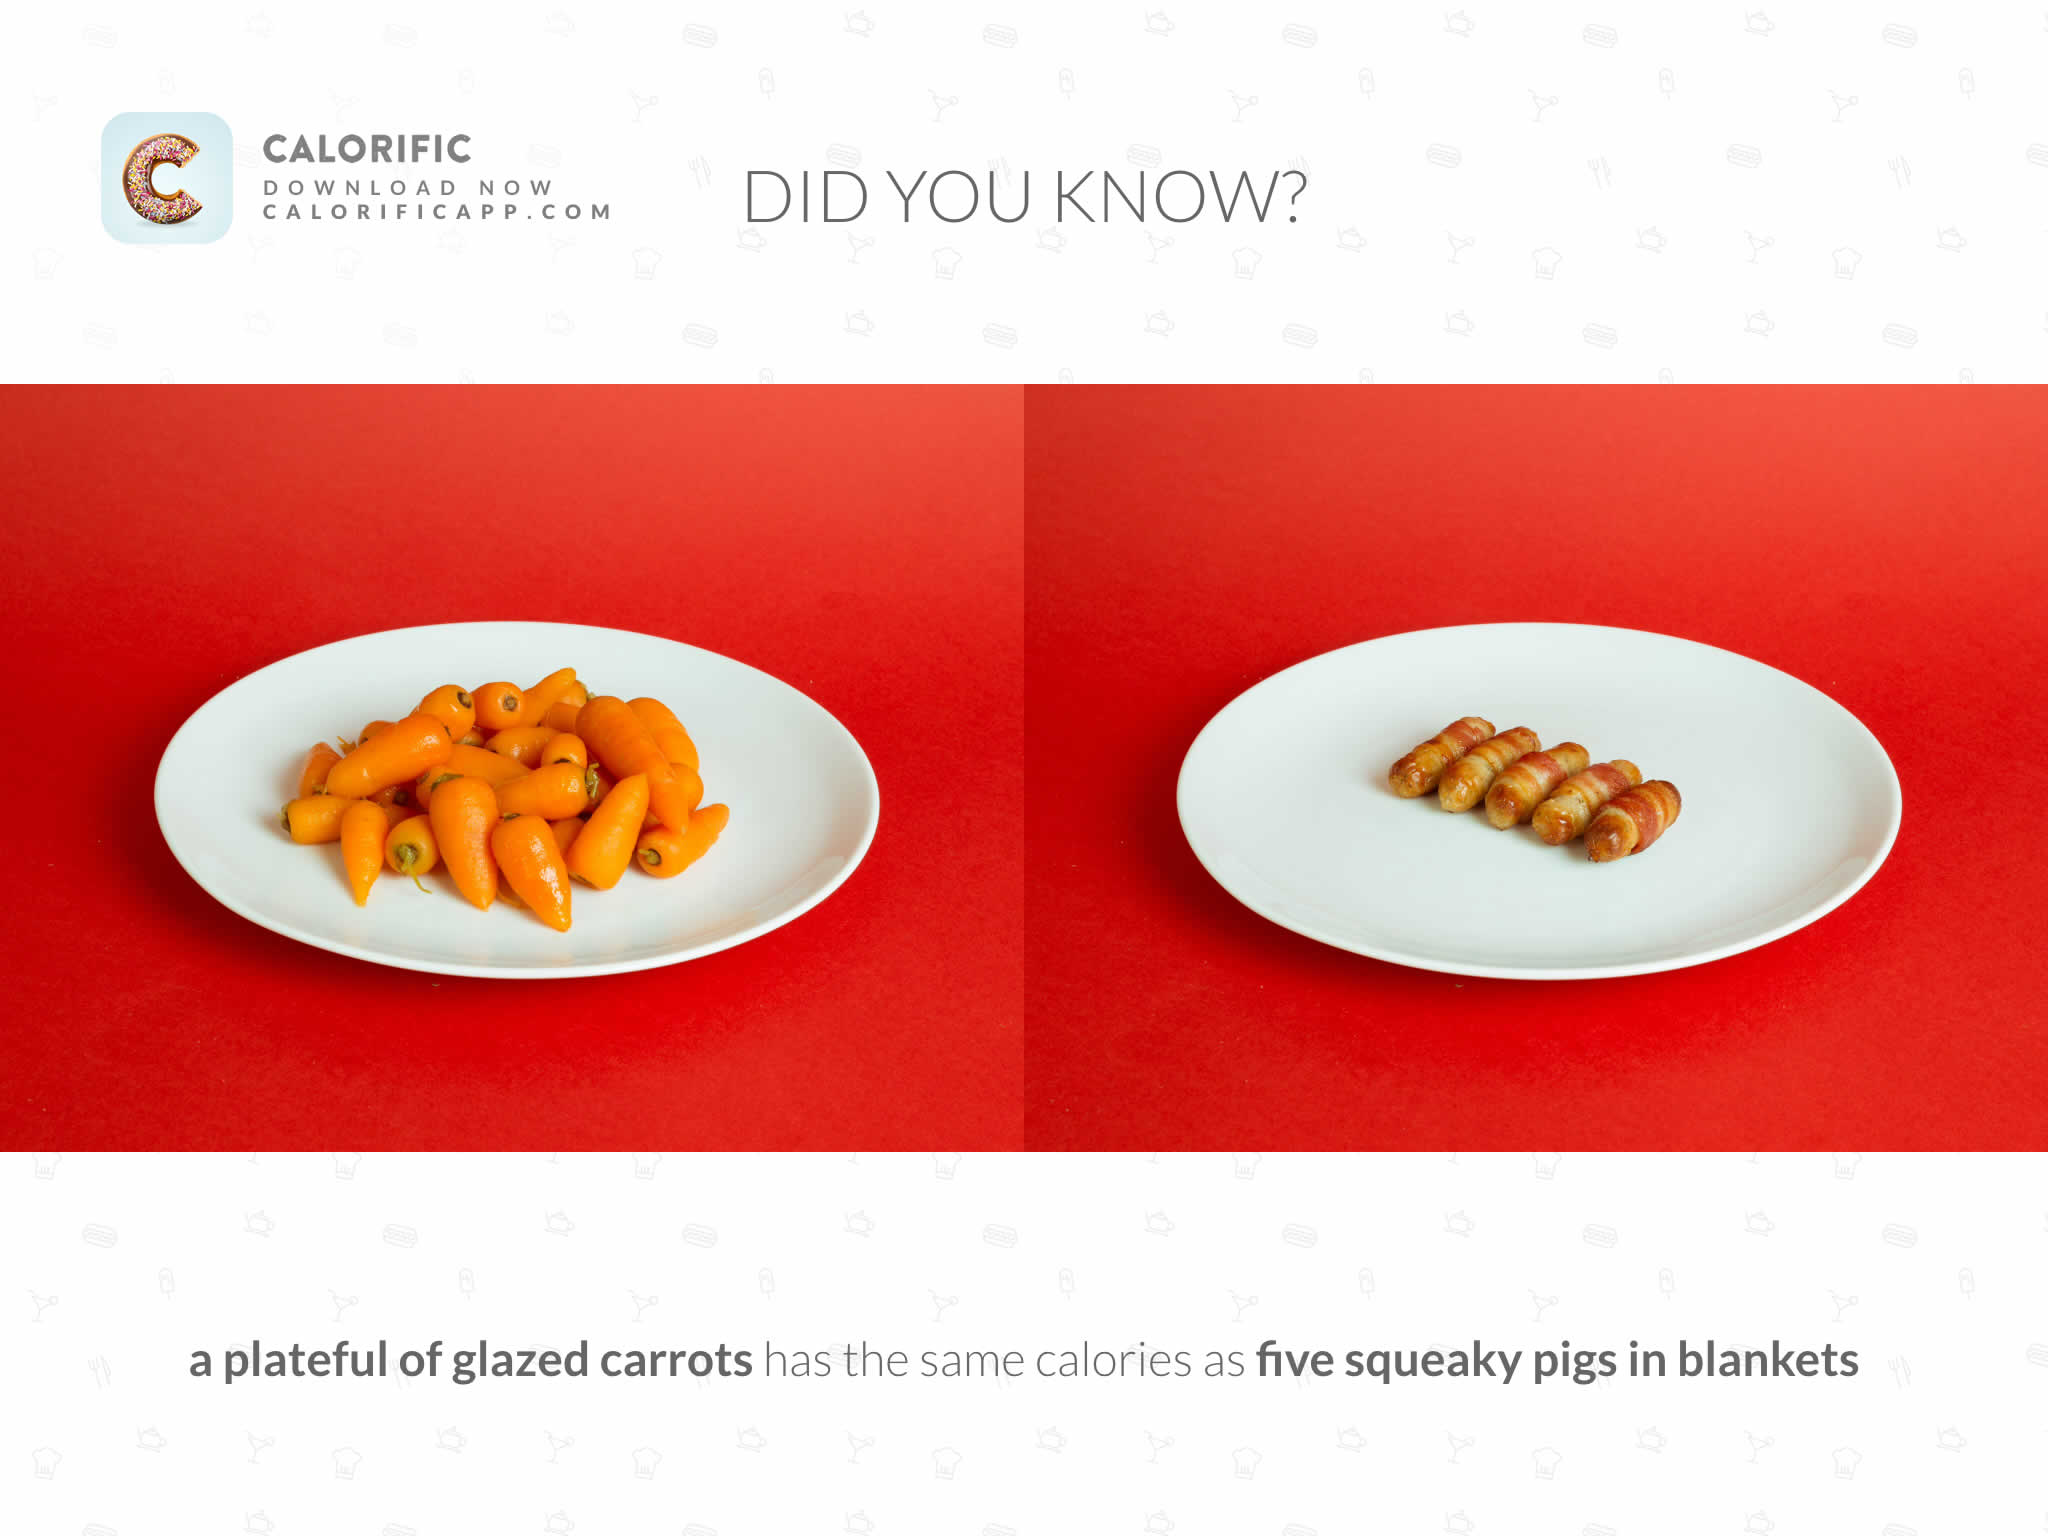 CALORIFIC
DOWNLOAD NOW
CALORIFICAPP.COM
DID YOU KNOW?
a plateful of glazed carrots has the same calories as five squeaky pigs in blankets